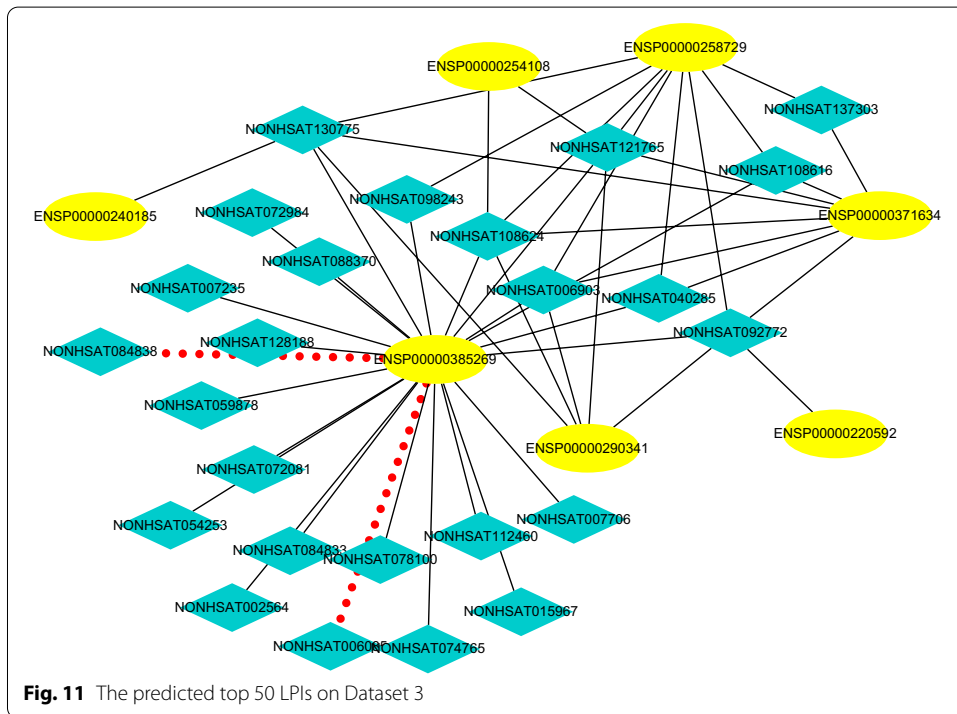 ENSP00000258729
ENSP00000254108
NONHSAT137303
NONHSAT130775
NONHSAT121765
NONHSAT108616
NONHSAT098243
ENSP00000240185
NONHSAT072984
ENSP00000371634
NONHSAT108624
NONHSAT088370
NONHSAT007235
NONHSAT006903
NONHSAT040285
NONHSAT092772
NONHSAT084838
NONHSAT128188
ENSP00000385269
NONHSAT059878
ENSP00000220592
ENSP00000290341
NONHSAT072081
NONHSAT007706
NONHSAT054253
NONHSAT112460
NONHSAT084833
NONHSAT078100
NONHSAT002564
NONHSAT015967
NONHSAT074765
Fig. 11 The predicted top 50 LPIs on Dataset 3